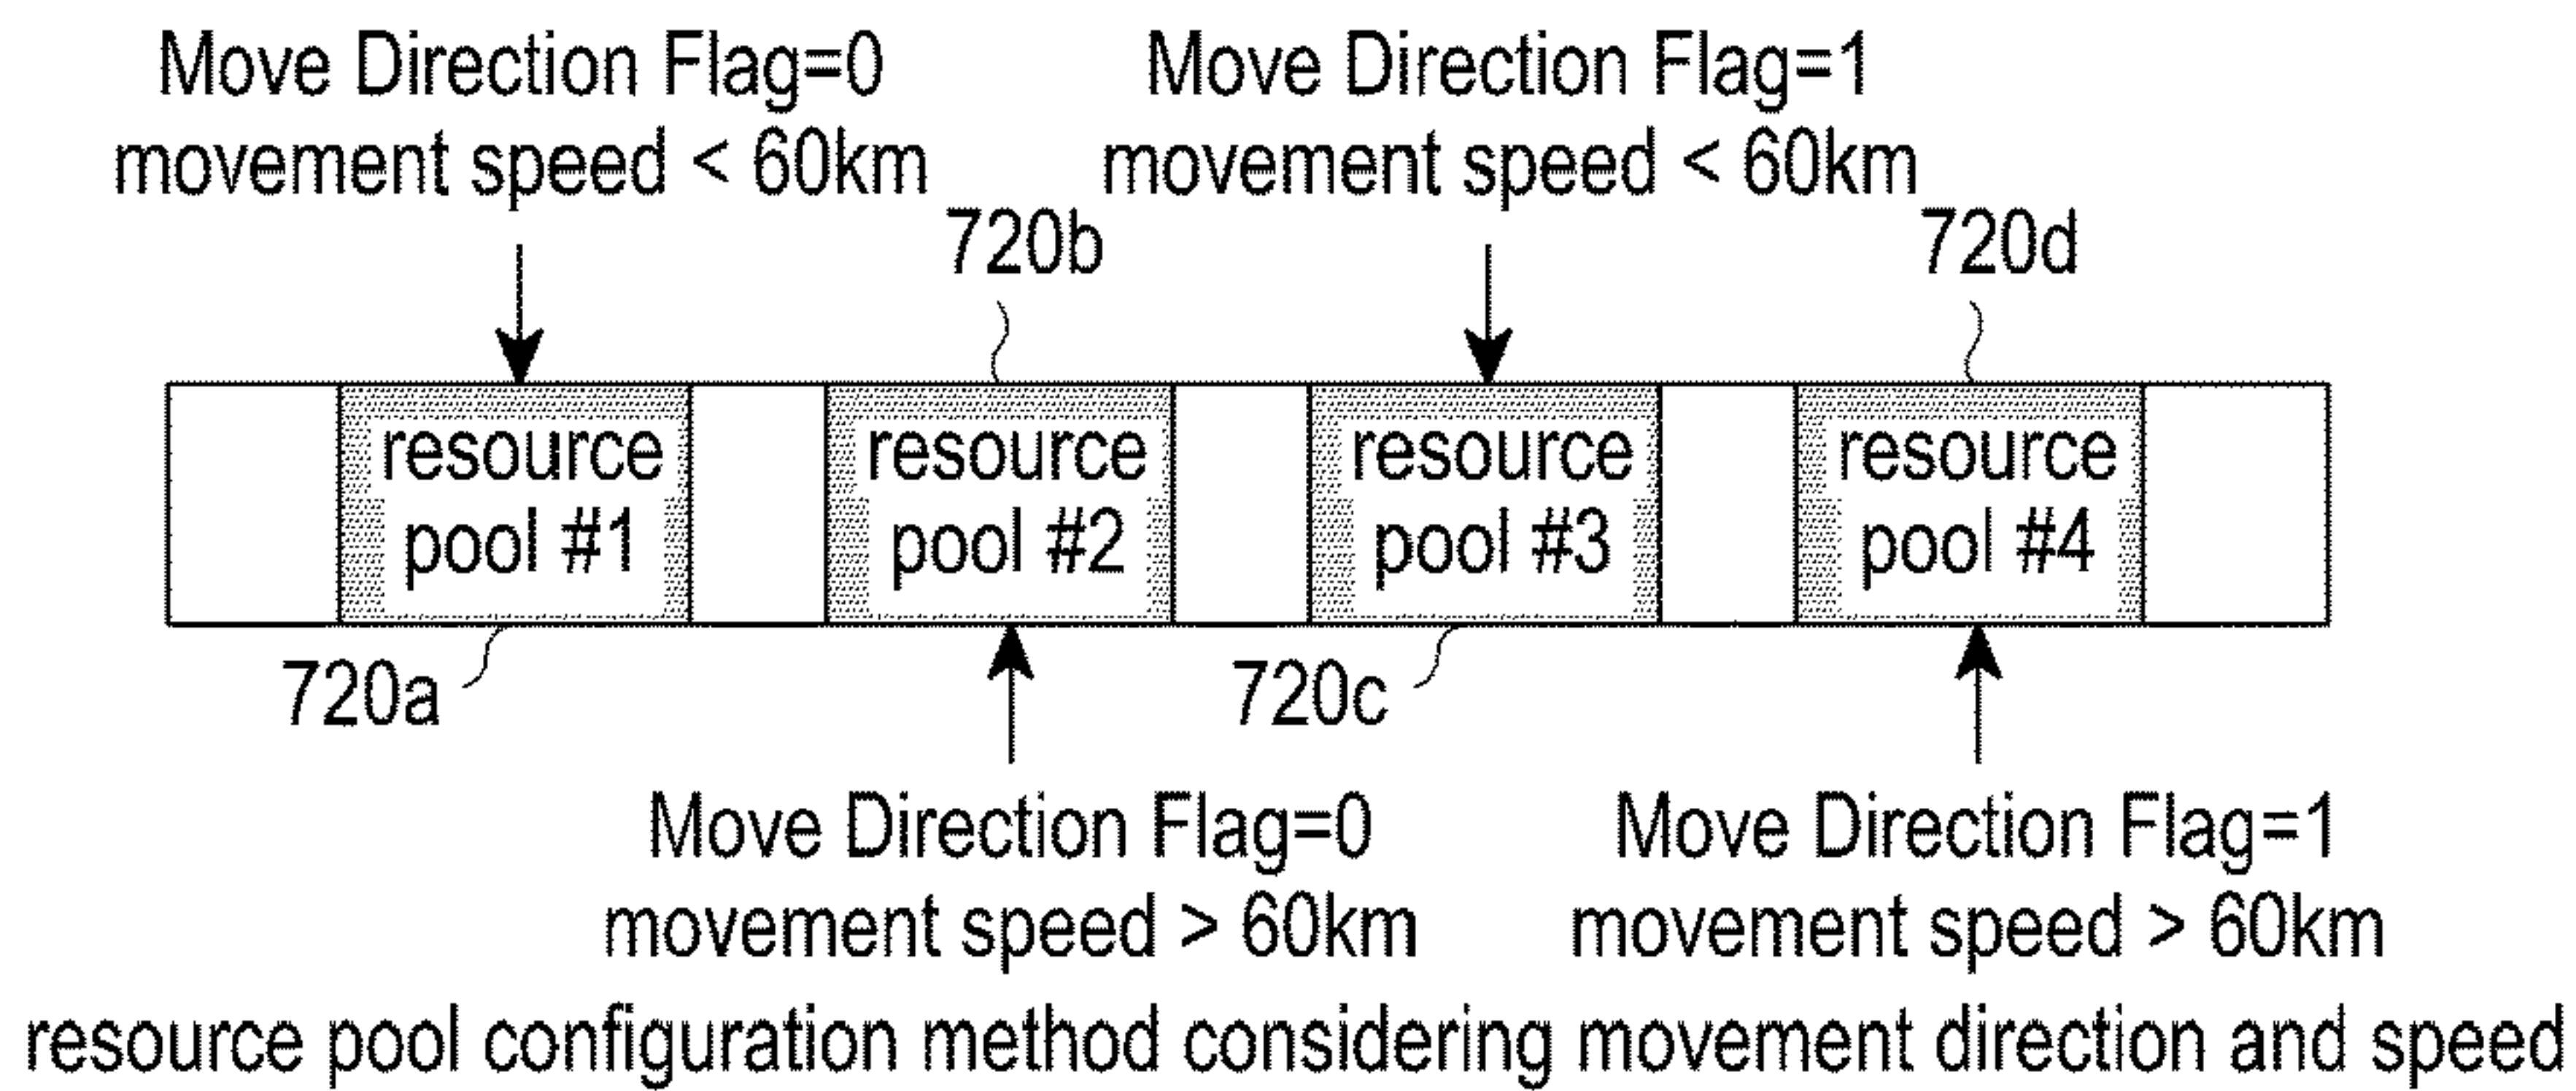 Move Direction Flag=0
movement speed < 60km
Move Direction Flag=1
movement speed < 60km
720b
720d
resource
pool #1
resource
pool #2
resource
pool #3
resource
pool #4
720a
720c
Move Direction Flag=0
movement speed > 60km
Move Direction Flag=1
movement speed > 60km
resource pool configuration method considering movement direction and speed